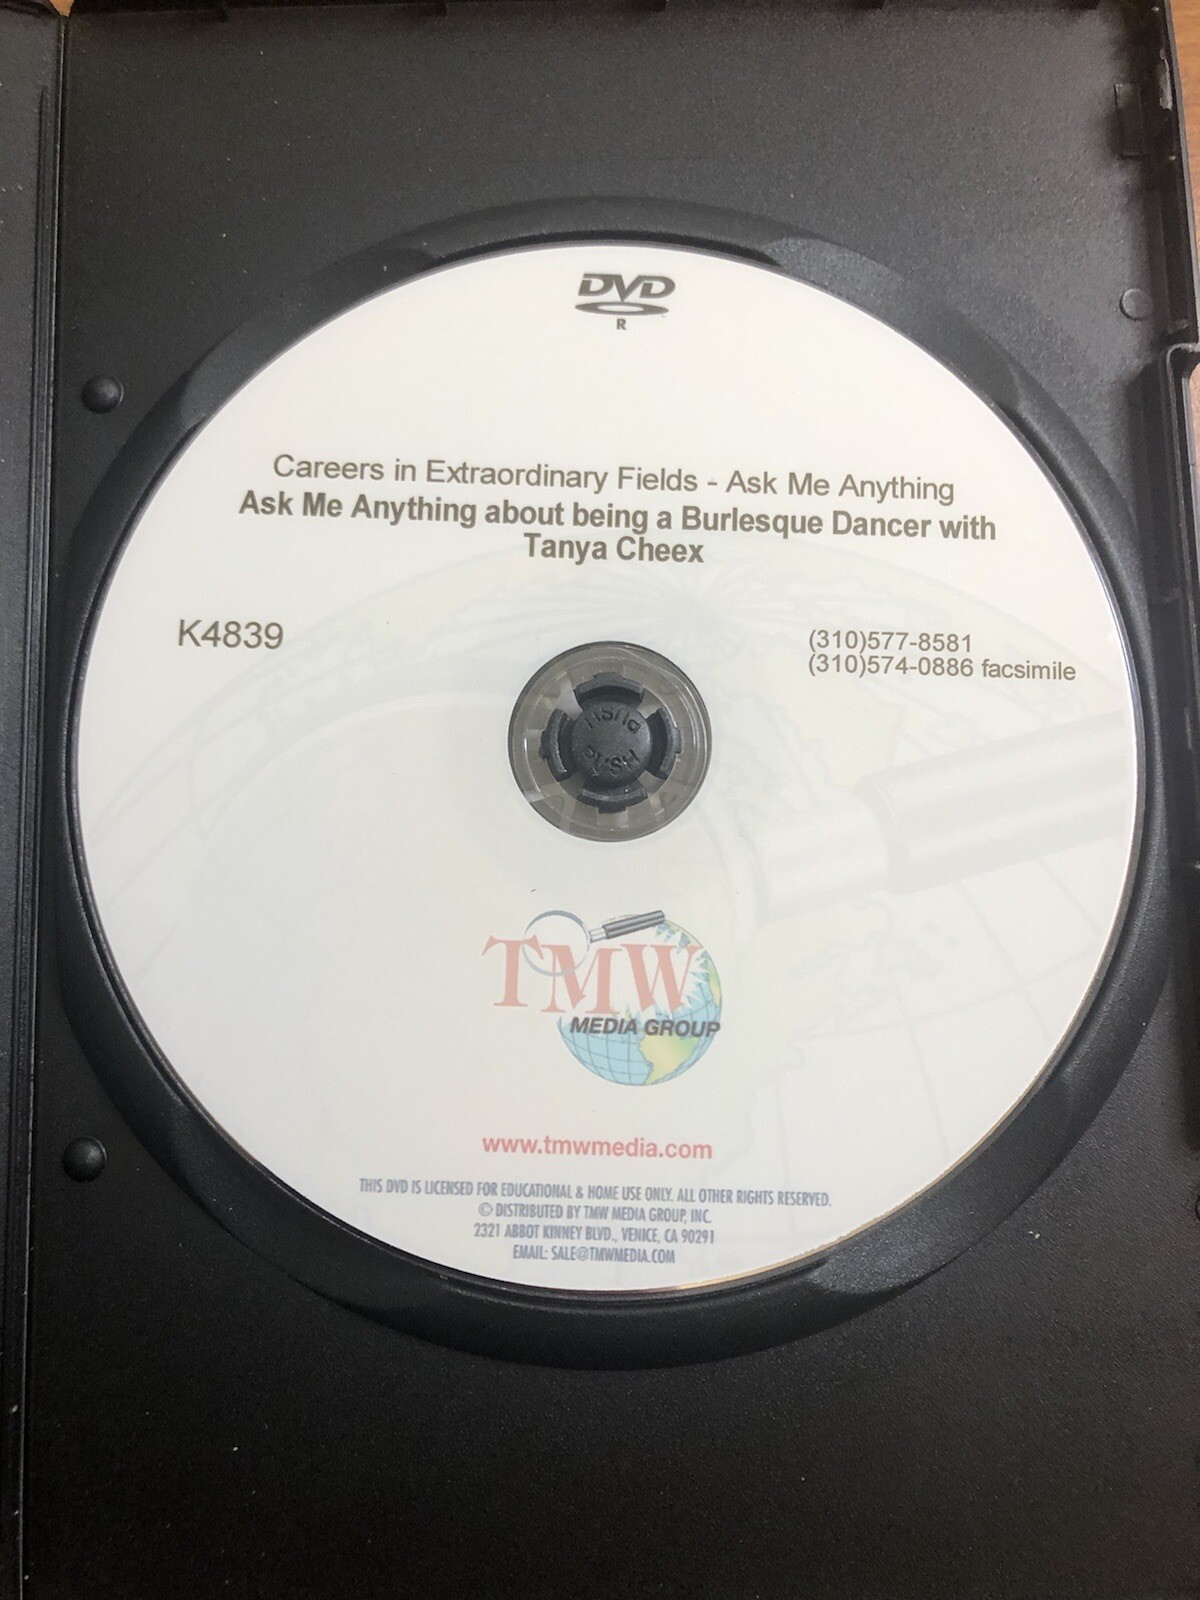 DVD
R
Careers in Extraordinary Fields - Ask Me Anything
Ask Me Anything about being a Burlesque Dancer with
Tanya Cheex
K4839
(310)577-8581
(310)574-0886 facsimile
PUSH
PUSH
TMW
MEDIA GROUP
www.tmwmedia.com
THIS DVD IS LICENSED FOR EDUCATIONAL & HOME USE ONLY. ALL OTHER RIGHTS RESERVED.
© DISTRIBUTED BY TMW MEDIA GROUP, INC.
2321 ABBOT KINNEY BLVD., VENICE, CA 90291
EMAIL: SALE@TMWMEDIA.COM